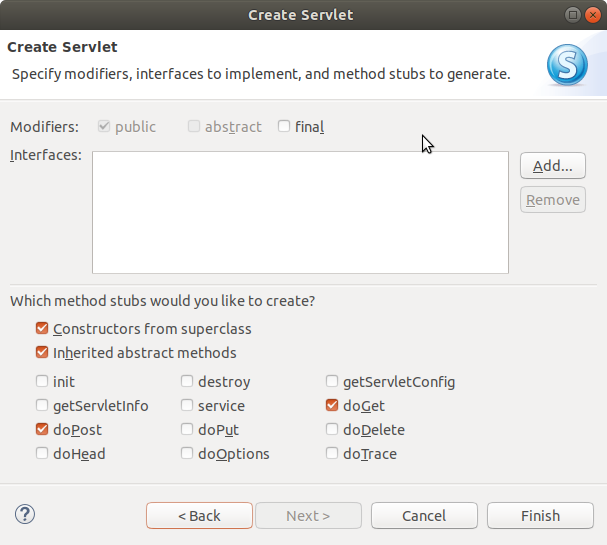 Create Servlet
Create Servlet
Specify modifiers, interfaces to implement, and method stubs to generate.
S
Modifiers: public abstract final
Interfaces:
Add...
Remove
Which method stubs would you like to create?
Constructors from superclass
Inherited abstract methods
init destroy getServletConfig
getServletInfo service doGet
doPost doPut doDelete
doHead doOptions doTrace
? < Back Next > Cancel Finish